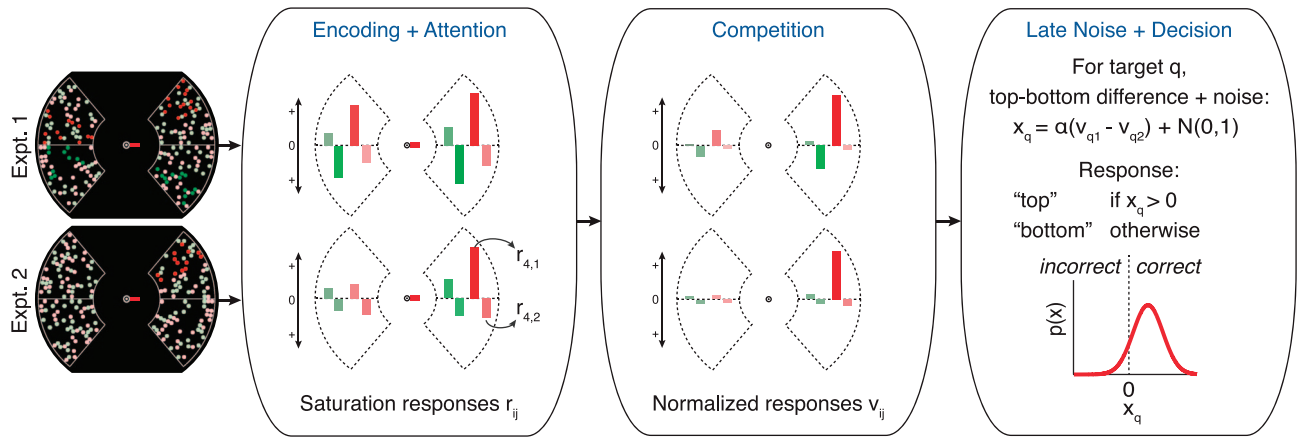 Expt. 1
Expt. 2
Encoding + Attention
+
0
+
+
0
+
r4,1
r4,2
Saturation responses rij
Competition
+
0
+
+
0
+
Normalized responses vij
Late Noise + Decision
For target q,
top-bottom difference + noise:
xq = α(vq1 - vq2) + N(0,1)
Response:
“top” if xq > 0
“bottom” otherwise
incorrect correct
p(x)
0
xq